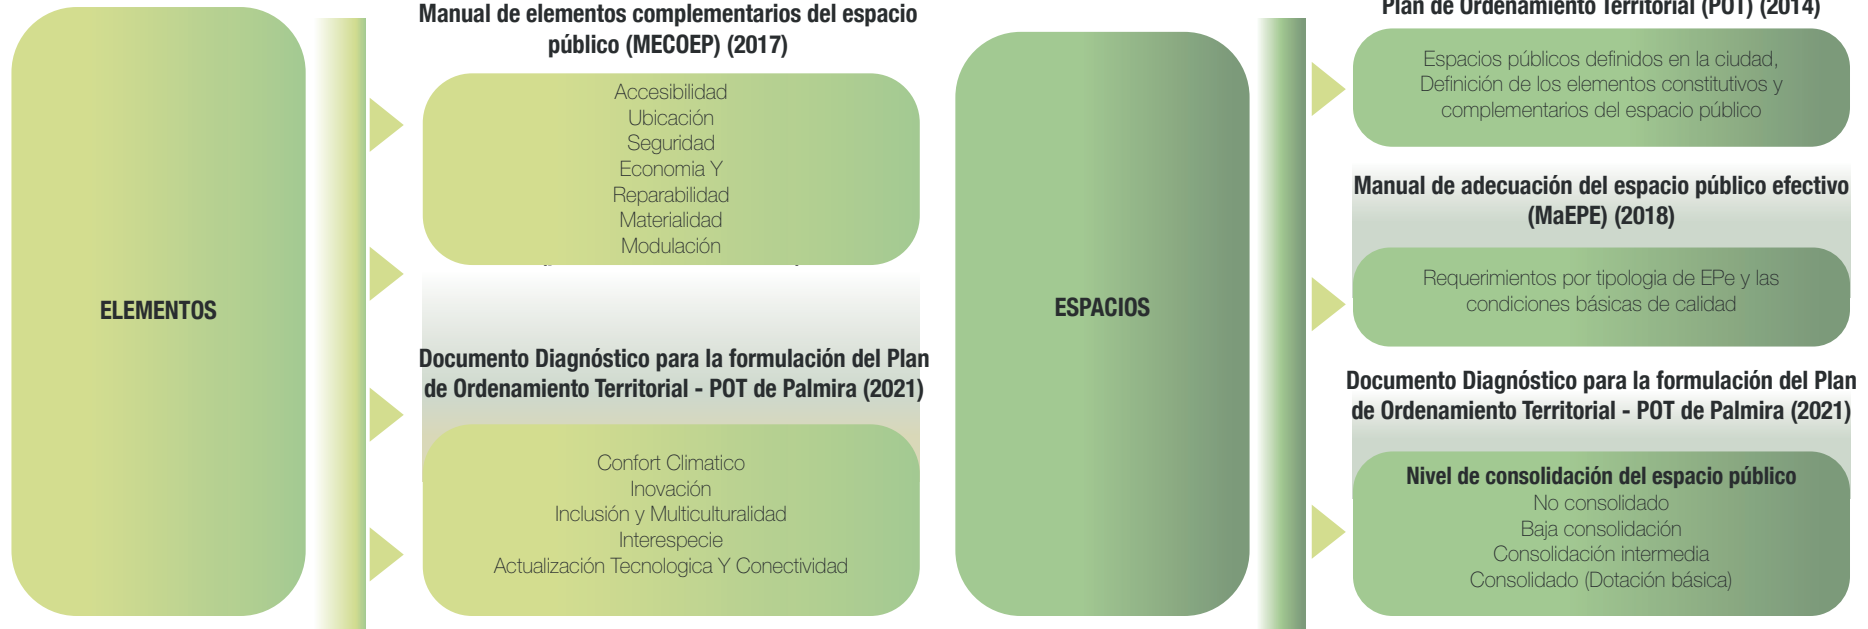 ELEMENTOS
Manual de elementos complementarios del espacio
público (MECOEP) (2017)
Accesibilidad
Ubicación
Seguridad
Economia Y
Reparabilidad
Materialidad
Modulación
Documento Diagnóstico para la formulación del Plan
de Ordenamiento Territorial - POT de Palmira (2021)
Confort Climatico
Inovación
Inclusión y Multiculturalidad
Interespecie
Actualización Tecnologica Y Conectividad
ESPACIOS
Plan de Ordenamiento Territorial (POT) (2014)
Espacios públicos definidos en la ciudad,
Definición de los elementos constitutivos y
complementarios del espacio público
Manual de adecuación del espacio público efectivo
(MaEPE) (2018)
Requerimientos por tipologia de EPe y las
condiciones básicas de calidad
Documento Diagnóstico para la formulación del Plan
de Ordenamiento Territorial - POT de Palmira (2021)
Nivel de consolidación del espacio público
No consolidado
Baja consolidación
Consolidación intermedia
Consolidado (Dotación básica)